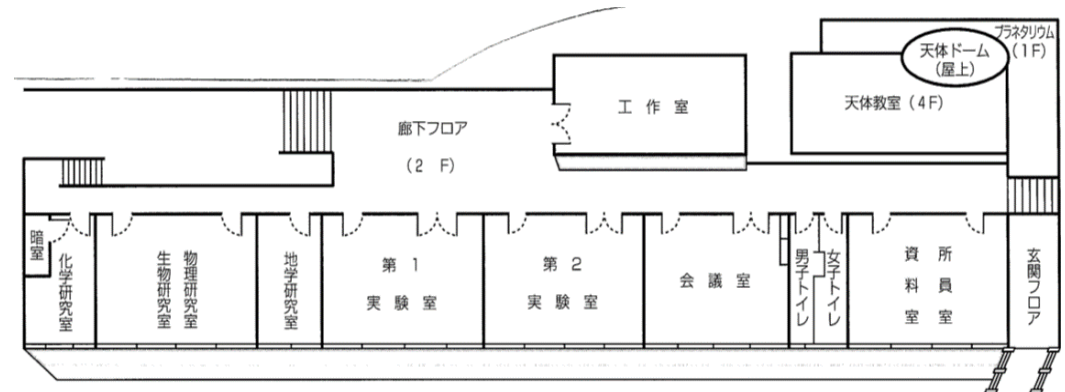 プラネタリウム
(1F)
天体ドーム
(屋上)
天体教室(4F)
工作室
廊下フロア
(2 F)
暗室
化学研究室
物理研究室
生物研究室
地学研究室
第1
実験室
第2
実験室
会議室
男子トイレ
女子トイレ
所員室
資料室
玄関フロア